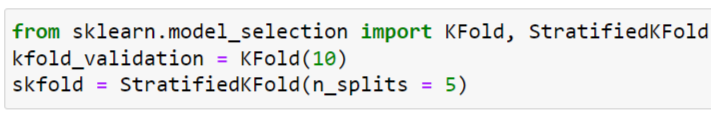 from sklearn.model_selection import KFold, StratifiedKFold
kfold_validation = KFold(10)
skfold = StratifiedKFold(n_splits = 5)